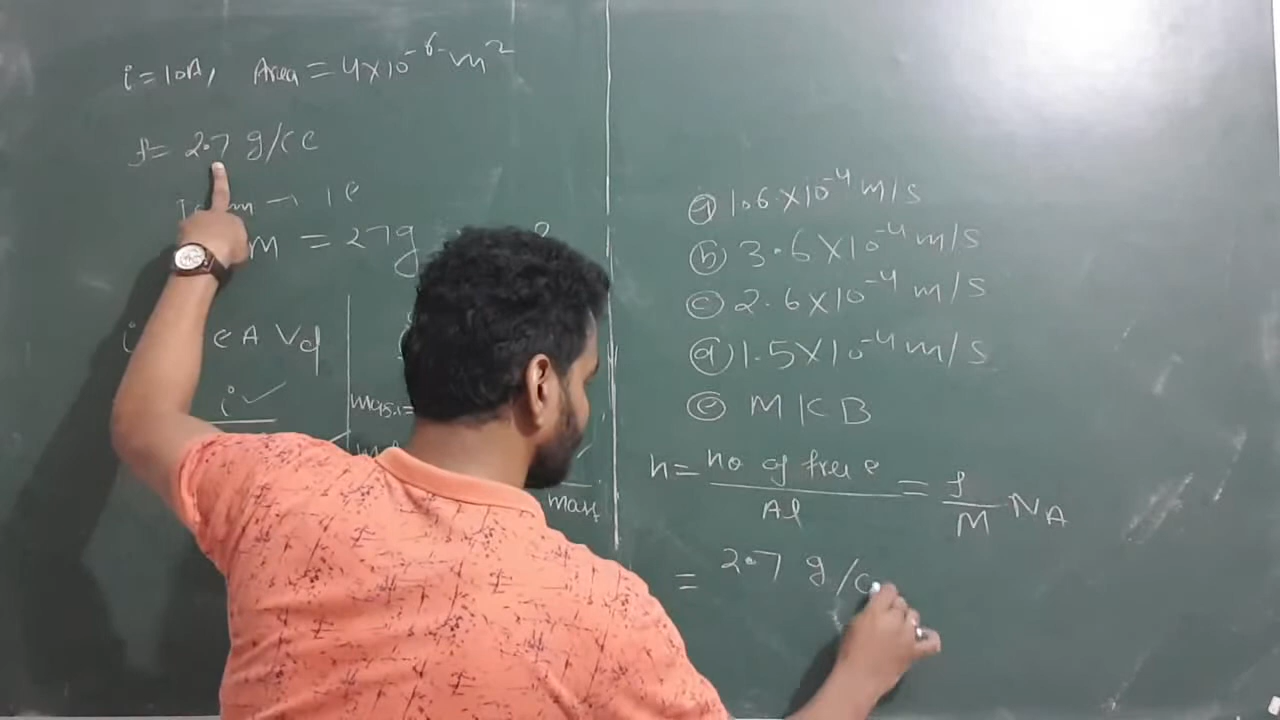 i=10A, Area = 4×10⁻⁶ m²
ρ= 2.7 g/cc
→ 1 e
m = 27g
i e A Vd
i ✓
mass
ⓐ 1.6×10⁻⁴ m/s
ⓑ 3.6×10⁻⁴ m/s
ⓒ 2.6×10⁻⁴ m/s
ⓓ 1.5×10⁻⁴ m/s
ⓔ MKB
n = no of free e / Al = ρ/M NA
= 2.7 g/c